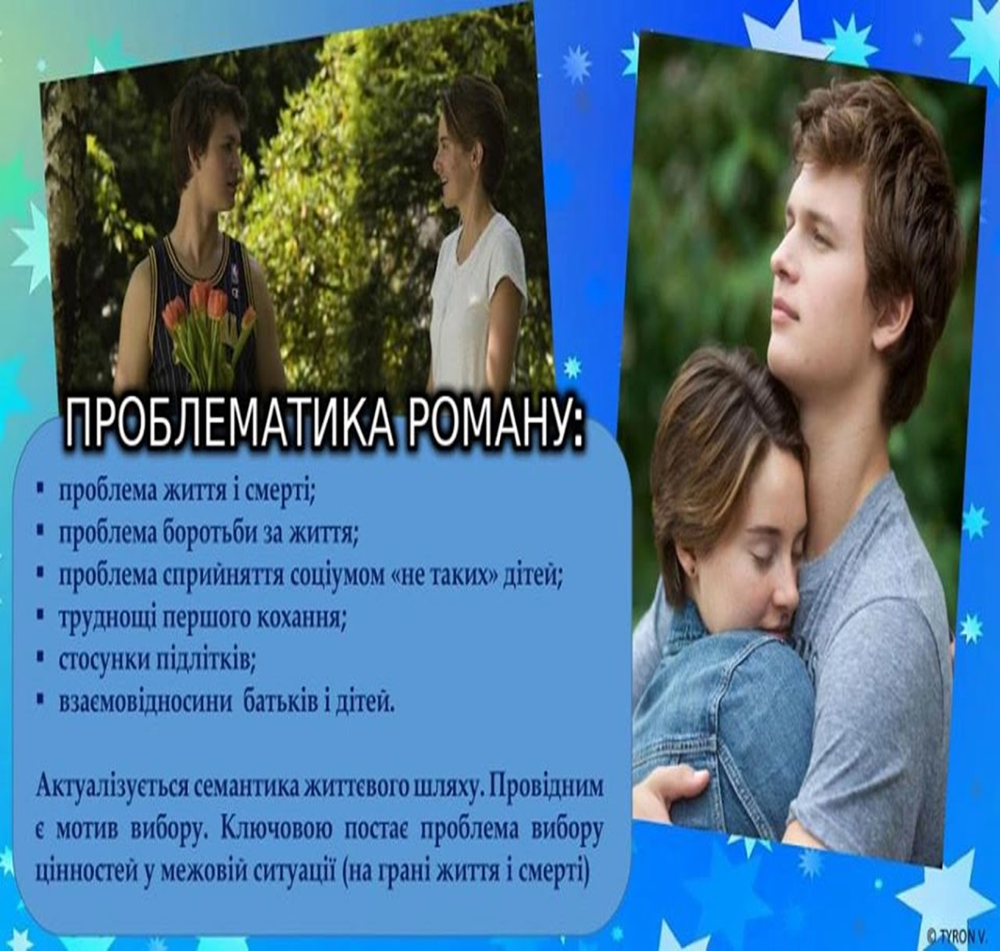 ПРОБЛЕМАТИКА РОМАНУ:
▪ проблема життя і смерті;
▪ проблема боротьби за життя;
▪ проблема сприйняття соціумом «не таких» дітей;
▪ труднощі першого кохання;
▪ стосунки підлітків;
▪ взаємовідносини батьків і дітей.
Актуалізується семантика життєвого шляху. Провідним
є мотив вибору. Ключовою постає проблема вибору
цінностей у межовій ситуації (на грані життя і смерті)
© TYRON V.